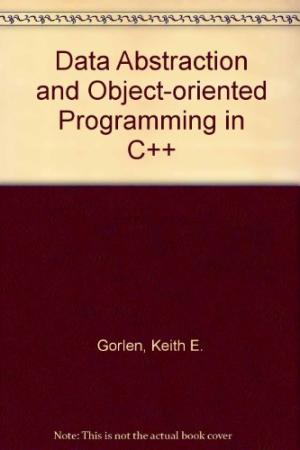 Data Abstraction
and Object-oriented
Programming in
C++
Gorlen, Keith E.
Note: This is not the actual book cover